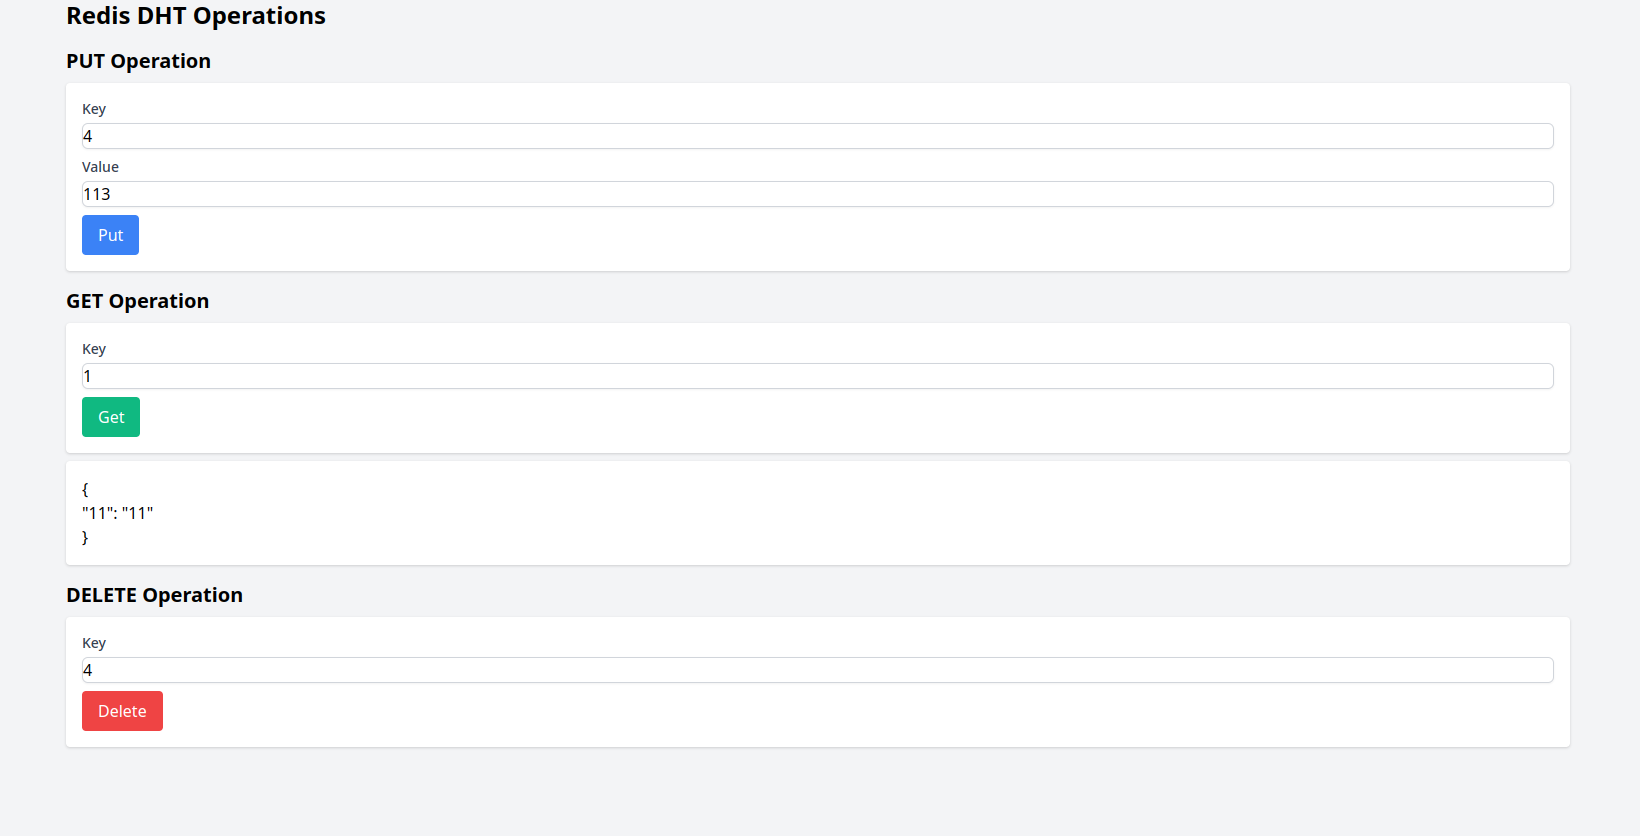 Redis DHT Operations
PUT Operation
Key
4
Value
113
Put
GET Operation
Key
1
Get
{
"11": "11"
}
DELETE Operation
Key
4
Delete